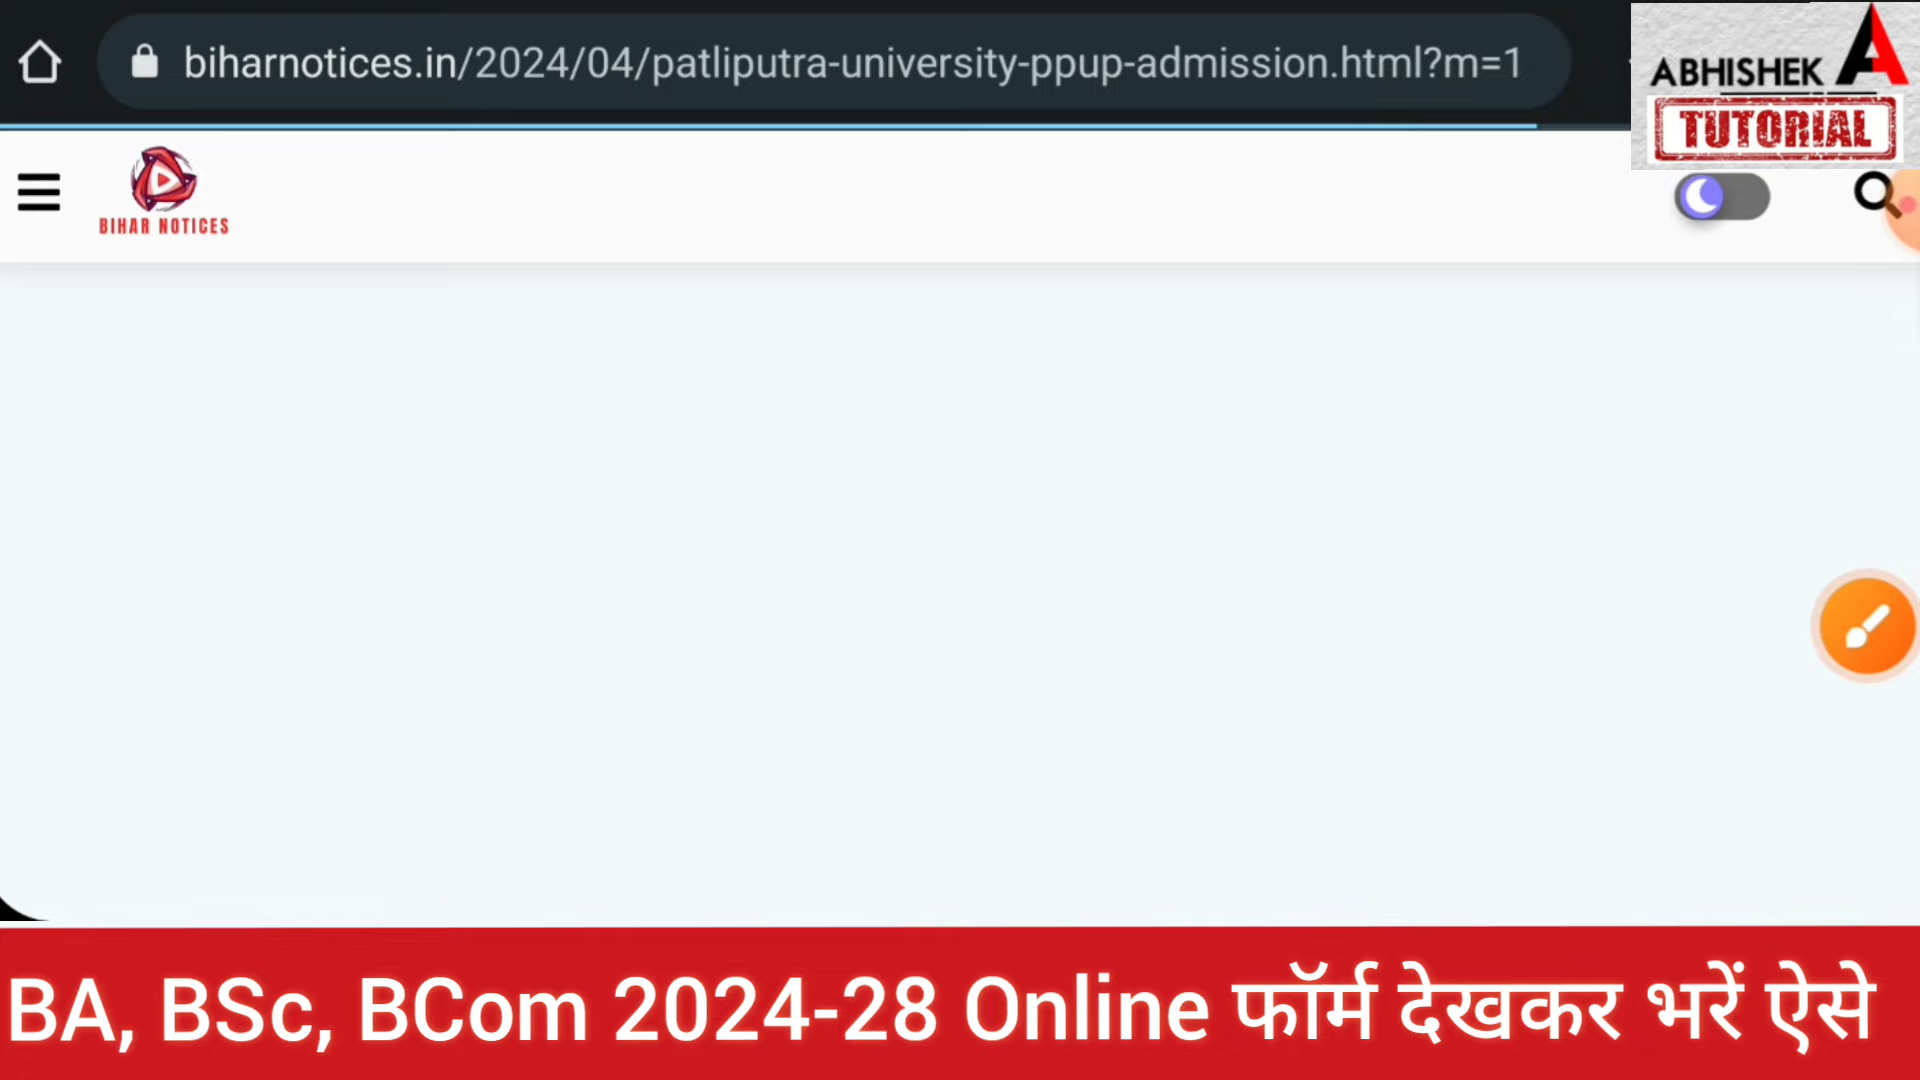 biharnotices.in/2024/04/patliputra-university-ppup-admission.html?m=1
ABHISHEK
TUTORIAL
BIHAR NOTICES
BA, BSc, BCom 2024-28 Online फॉर्म देखकर भरें ऐसे